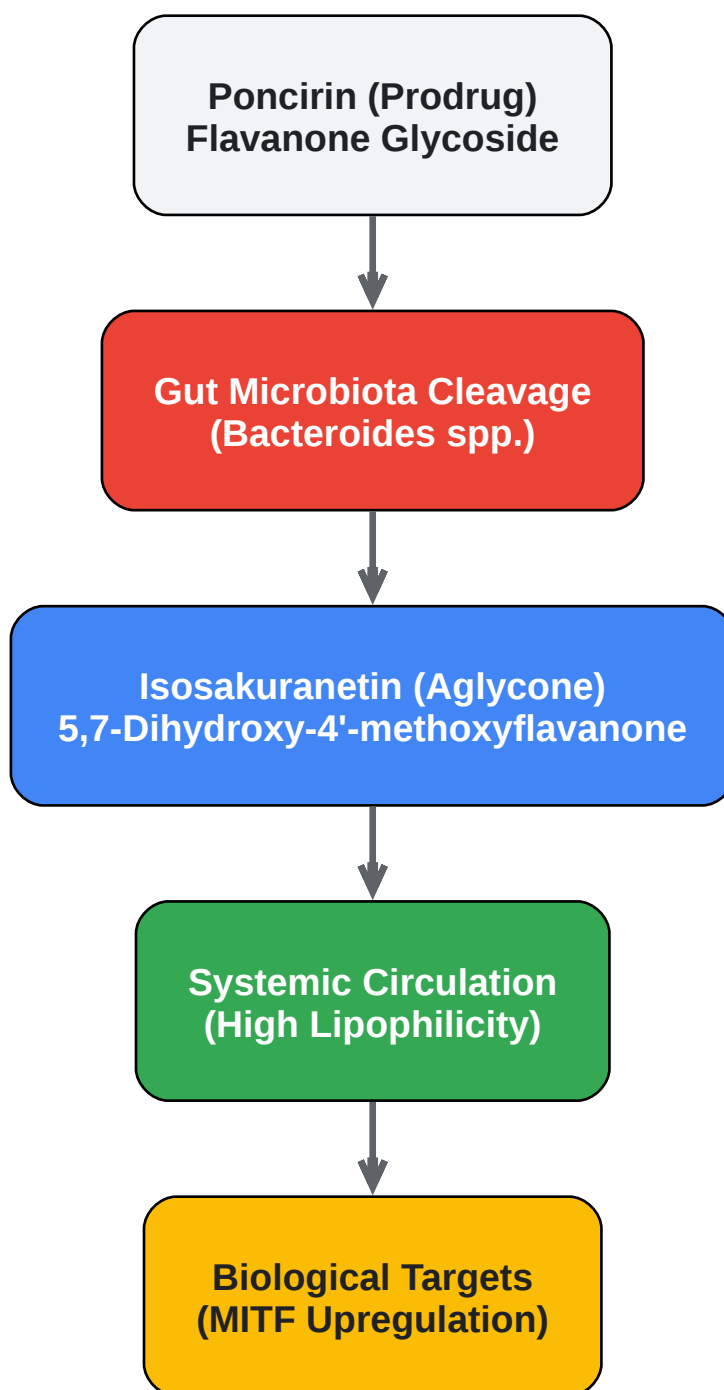 Poncirin (Prodrug)
Flavanone Glycoside
Gut Microbiota Cleavage
(Bacteroides spp.)
Isosakuranetin (Aglycone)
5,7-Dihydroxy-4'-methoxyflavanone
Systemic Circulation
(High Lipophilicity)
Biological Targets
(MITF Upregulation)